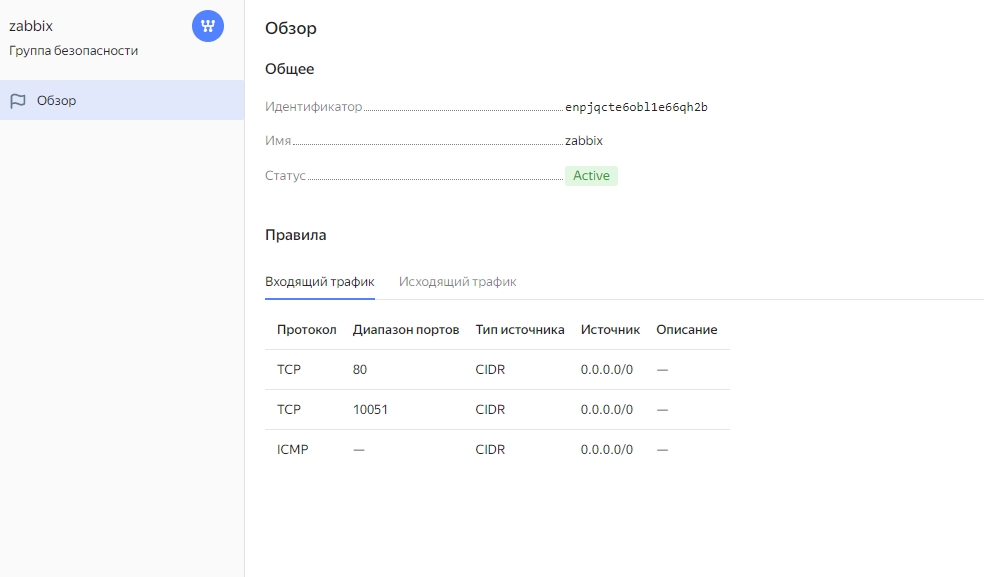 zabbix
Группа безопасности
Обзор
Обзор
Общее
Идентификатор enpjqcte6obl1e66qh2b
Имя zabbix
Статус Active
Правила
Входящий трафик Исходящий трафик
Протокол Диапазон портов Тип источника Источник Описание
TCP 80 CIDR 0.0.0.0/0 —
TCP 10051 CIDR 0.0.0.0/0 —
ICMP — CIDR 0.0.0.0/0 —